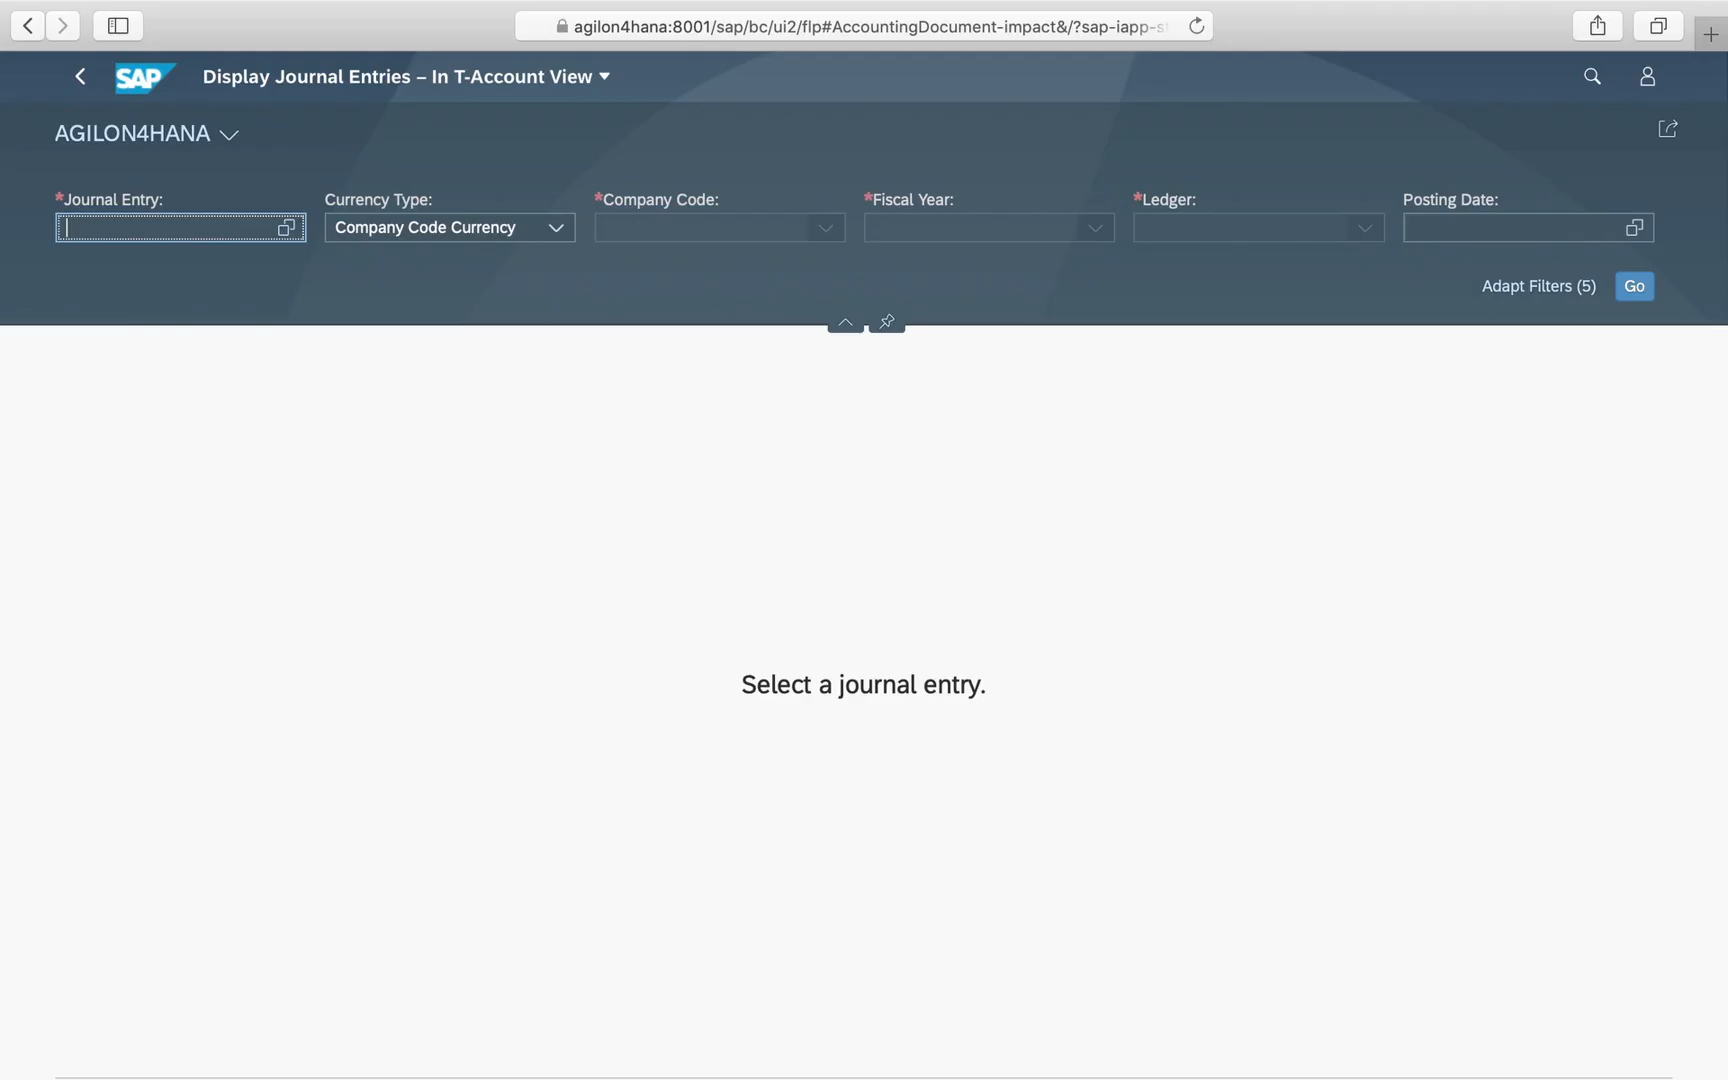 agilon4hana:8001/sap/bc/ui2/flp#AccountingDocument-impact&/?sap-iapp-s
SAP Display Journal Entries – In T-Account View
AGILON4HANA
*Journal Entry: Currency Type: *Company Code: *Fiscal Year: *Ledger: Posting Date:
Company Code Currency
Adapt Filters (5) Go
Select a journal entry.